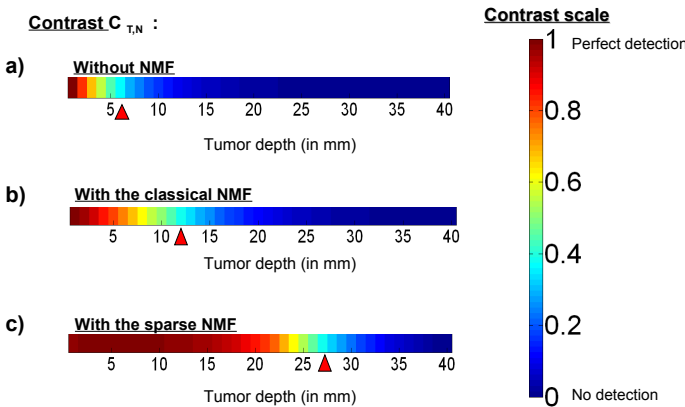 Contrast C T,N :
Contrast scale
1 Perfect detection
0.8
0.6
0.4
0.2
0 No detection
a)
Without NMF
5 10 15 20 25 30 35 40
Tumor depth (in mm)
b)
With the classical NMF
5 10 15 20 25 30 35 40
Tumor depth (in mm)
c)
With the sparse NMF
5 10 15 20 25 30 35 40
Tumor depth (in mm)